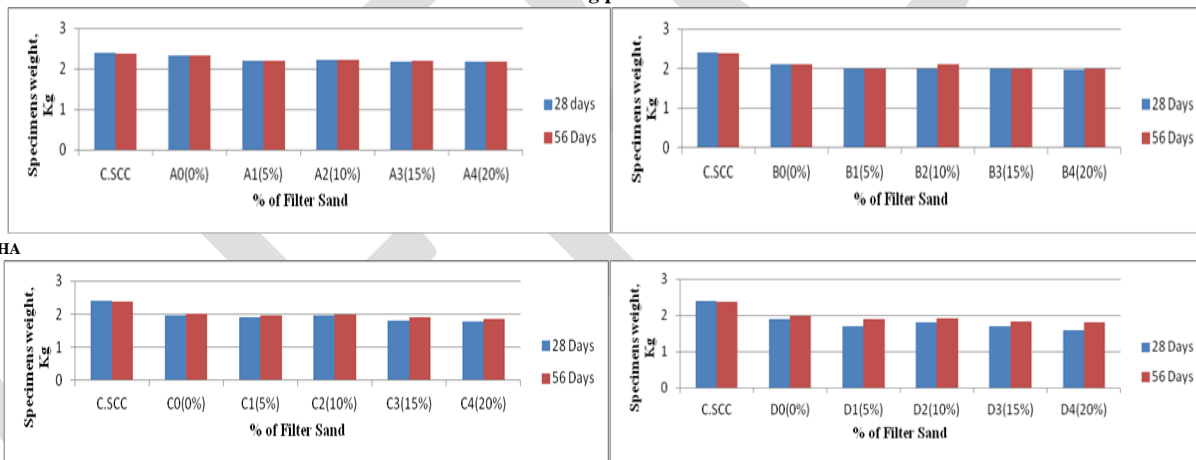 g p
3
2
1
0
Specimens weight,
Kg
C.SCC A0(0%) A1(5%) A2(10%) A3(15%) A4(20%)
% of Filter Sand
28 days
56 Days
3
2
1
0
Specimens weight,
Kg
C.SCC B0(0%) B1(5%) B2(10%) B3(15%) B4(20%)
% of Filter Sand
28 Days
56 Days
HA
3
2
1
0
Specimens weight,
Kg
C.SCC C0(0%) C1(5%) C2(10%) C3(15%) C4(20%)
% of Filter Sand
28 Days
56 Days
3
2
1
0
Specimens weight,
Kg
C.SCC D0(0%) D1(5%) D2(10%) D3(15%) D4(20%)
% of Filter Sand
28 Days
56 Days